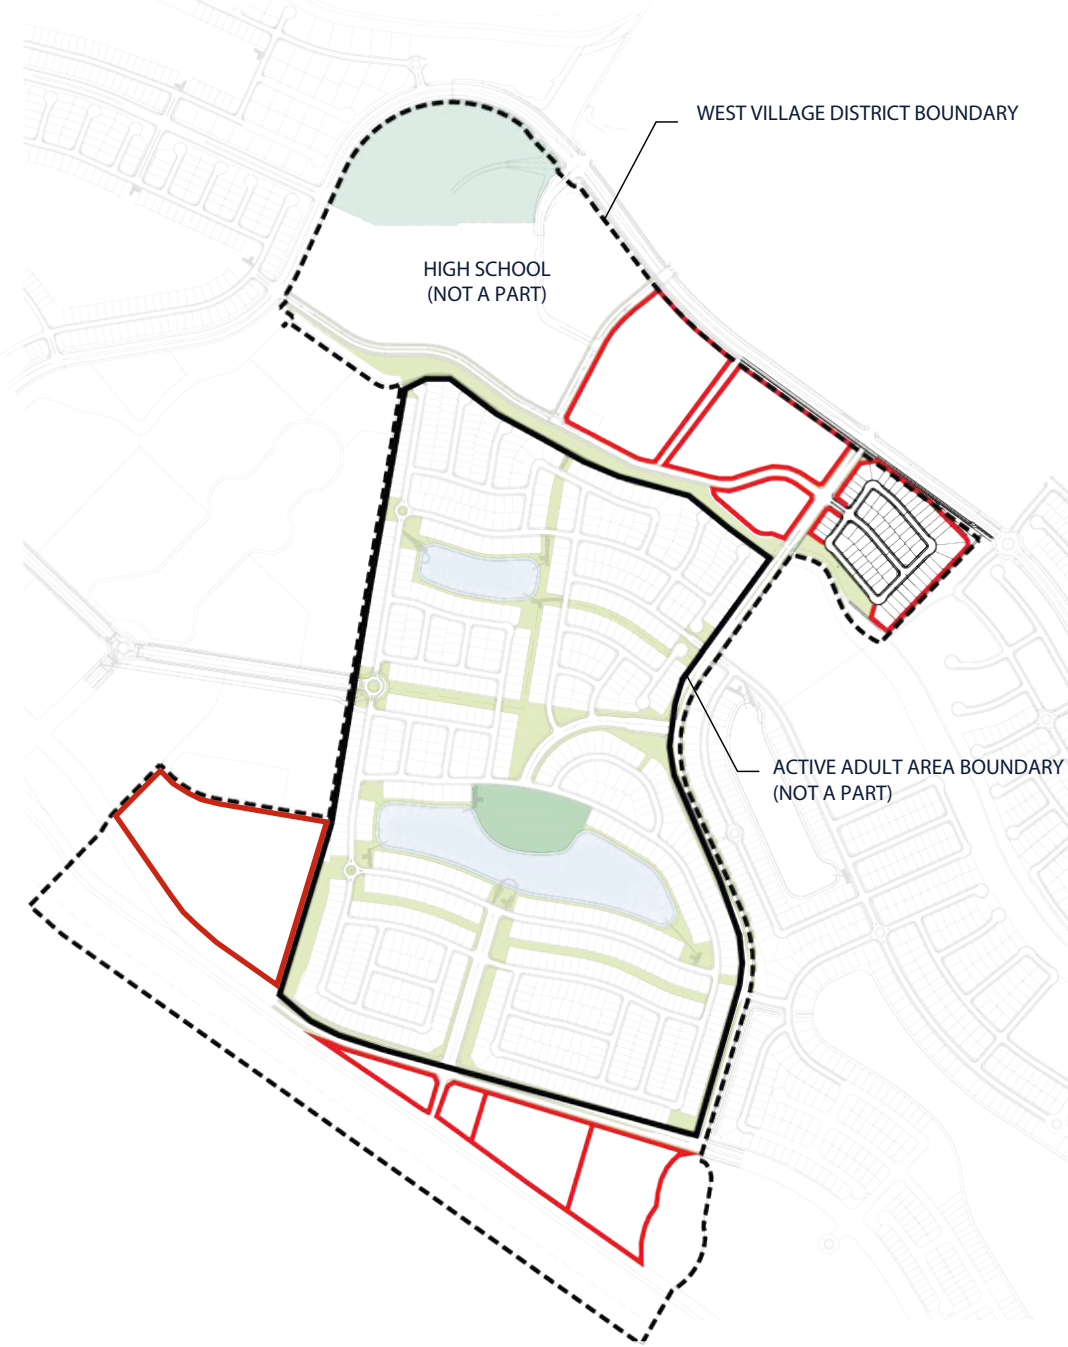 WEST VILLAGE DISTRICT BOUNDARY
HIGH SCHOOL
(NOT A PART)
ACTIVE ADULT AREA BOUNDARY
(NOT A PART)